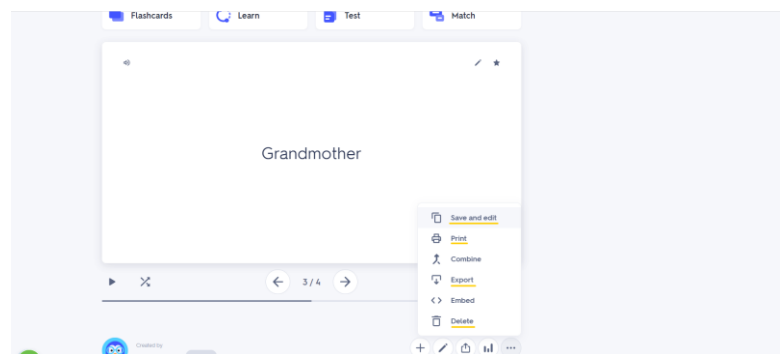 Flashcards Learn Test Match
Grandmother
Save and edit
Print
Combine
3 / 4
Export
Embed
Delete
Created by